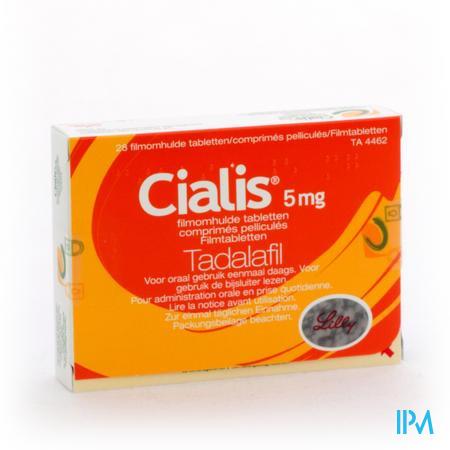 28 filmomhulde tabletten/comprimés pelliculés/Filmtabletten
TA 4462
Cialis® 5 mg
filmomhulde tabletten
comprimés pelliculés
Filmtabletten
Tadalafil
Voor oraal gebruik eenmaal daags. Voor
gebruik de bijsluiter lezen.
Pour administration orale en prise quotidienne.
Lire la notice avant utilisation.
Zur einmal täglichen Einnahme.
Packungsbeilage beachten.
Lilly
IPM